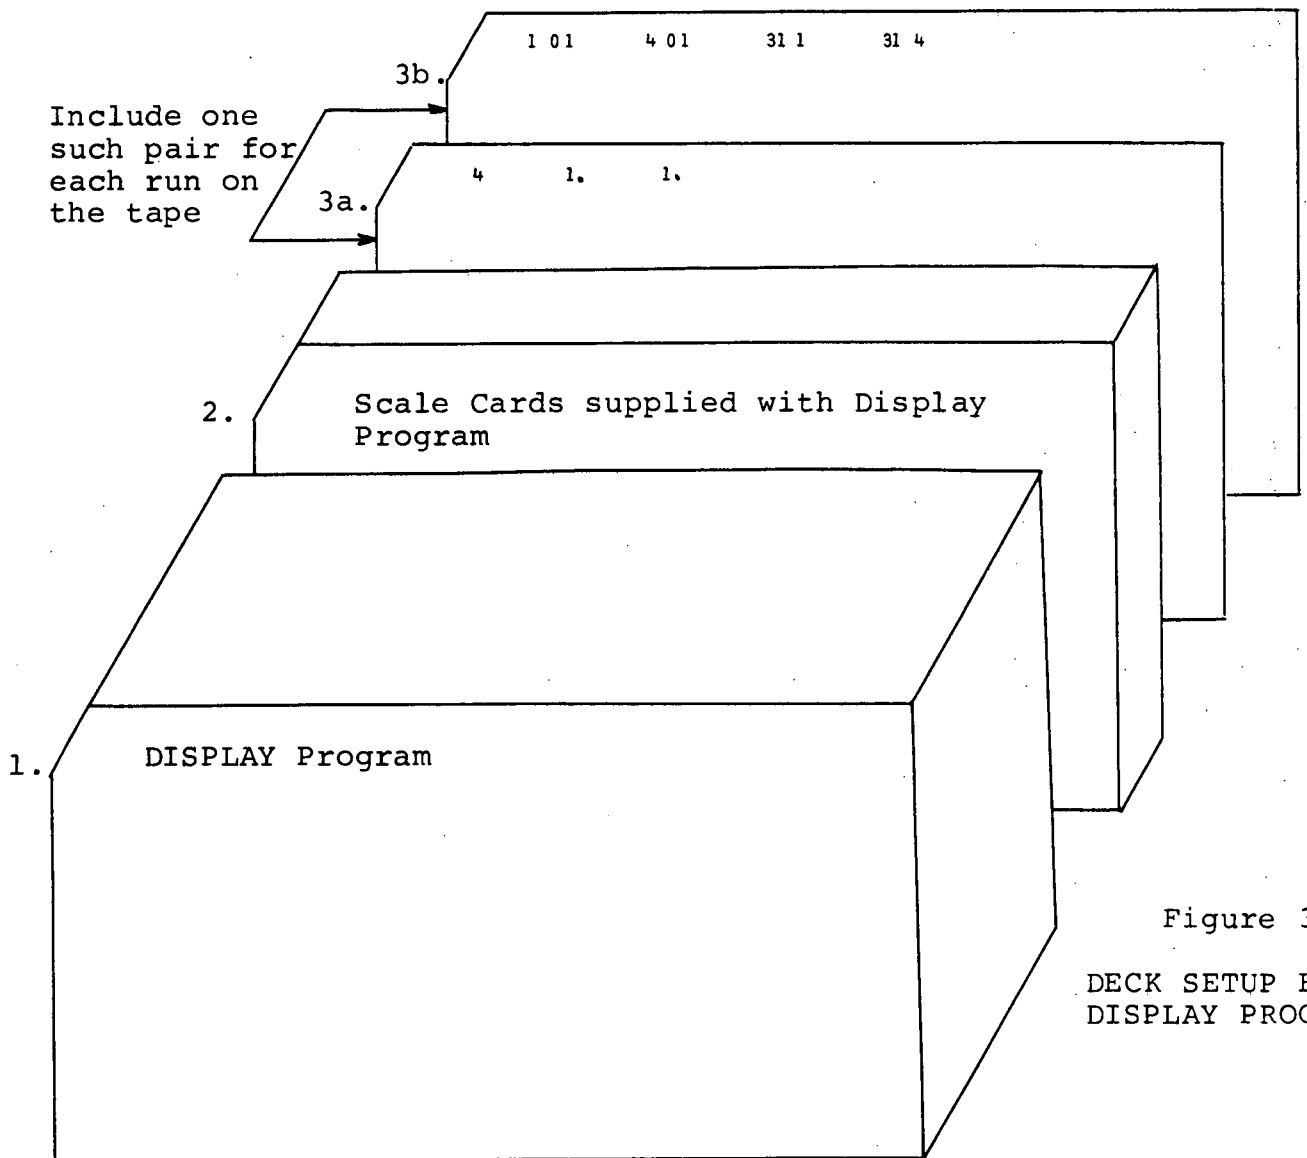 1 01 4 01 31 1 31 4
3b.
Include one
such pair for
each run on
the tape
4 1. 1.
3a.
2.
Scale Cards supplied with Display
Program
1.
DISPLAY Program
Figure 3
DECK SETUP
DISPLAY